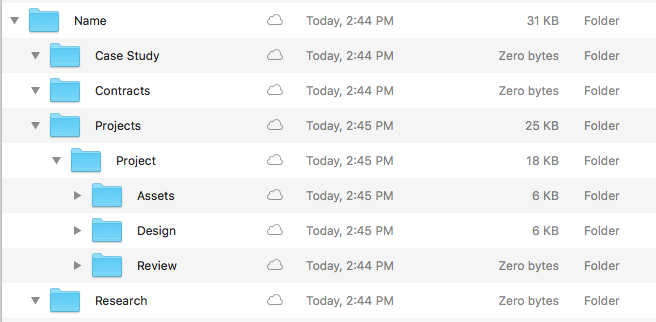 Name Today, 2:44 PM 31 KB Folder
Case Study Today, 2:44 PM Zero bytes Folder
Contracts Today, 2:44 PM Zero bytes Folder
Projects Today, 2:45 PM 25 KB Folder
Project Today, 2:45 PM 18 KB Folder
Assets Today, 2:45 PM 6 KB Folder
Design Today, 2:45 PM 6 KB Folder
Review Today, 2:44 PM Zero bytes Folder
Research Today, 2:44 PM Zero bytes Folder